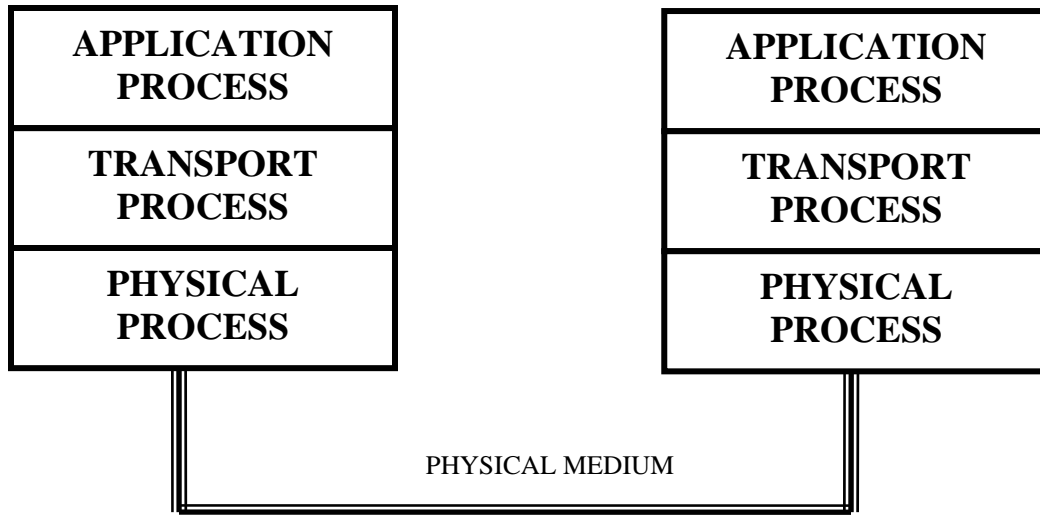 APPLICATION
PROCESS
TRANSPORT
PROCESS
PHYSICAL
PROCESS
APPLICATION
PROCESS
TRANSPORT
PROCESS
PHYSICAL
PROCESS
PHYSICAL MEDIUM